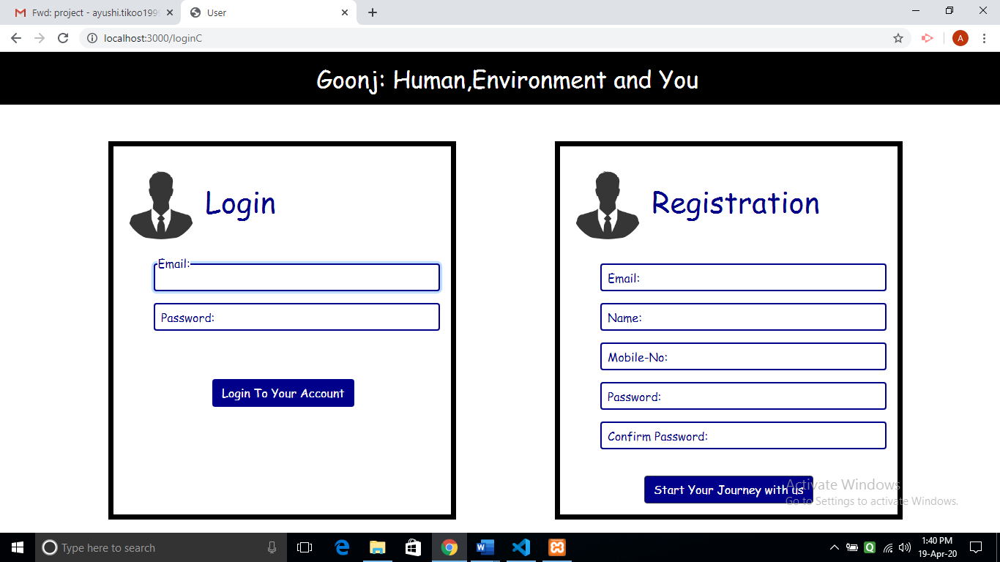 Fwd: project - ayushi.tikoo199
User
localhost:3000/loginC
A
Goonj: Human,Environment and You
Login
Email:
Password:
Login To Your Account
Registration
Email:
Name:
Mobile-No:
Password:
Confirm Password:
Start Your Journey with us
Activate Windows
Go to Settings to activate Windows.
Type here to search
1:40 PM
19-Apr-20